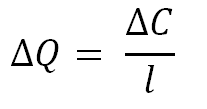 ΔQ = ΔC / l